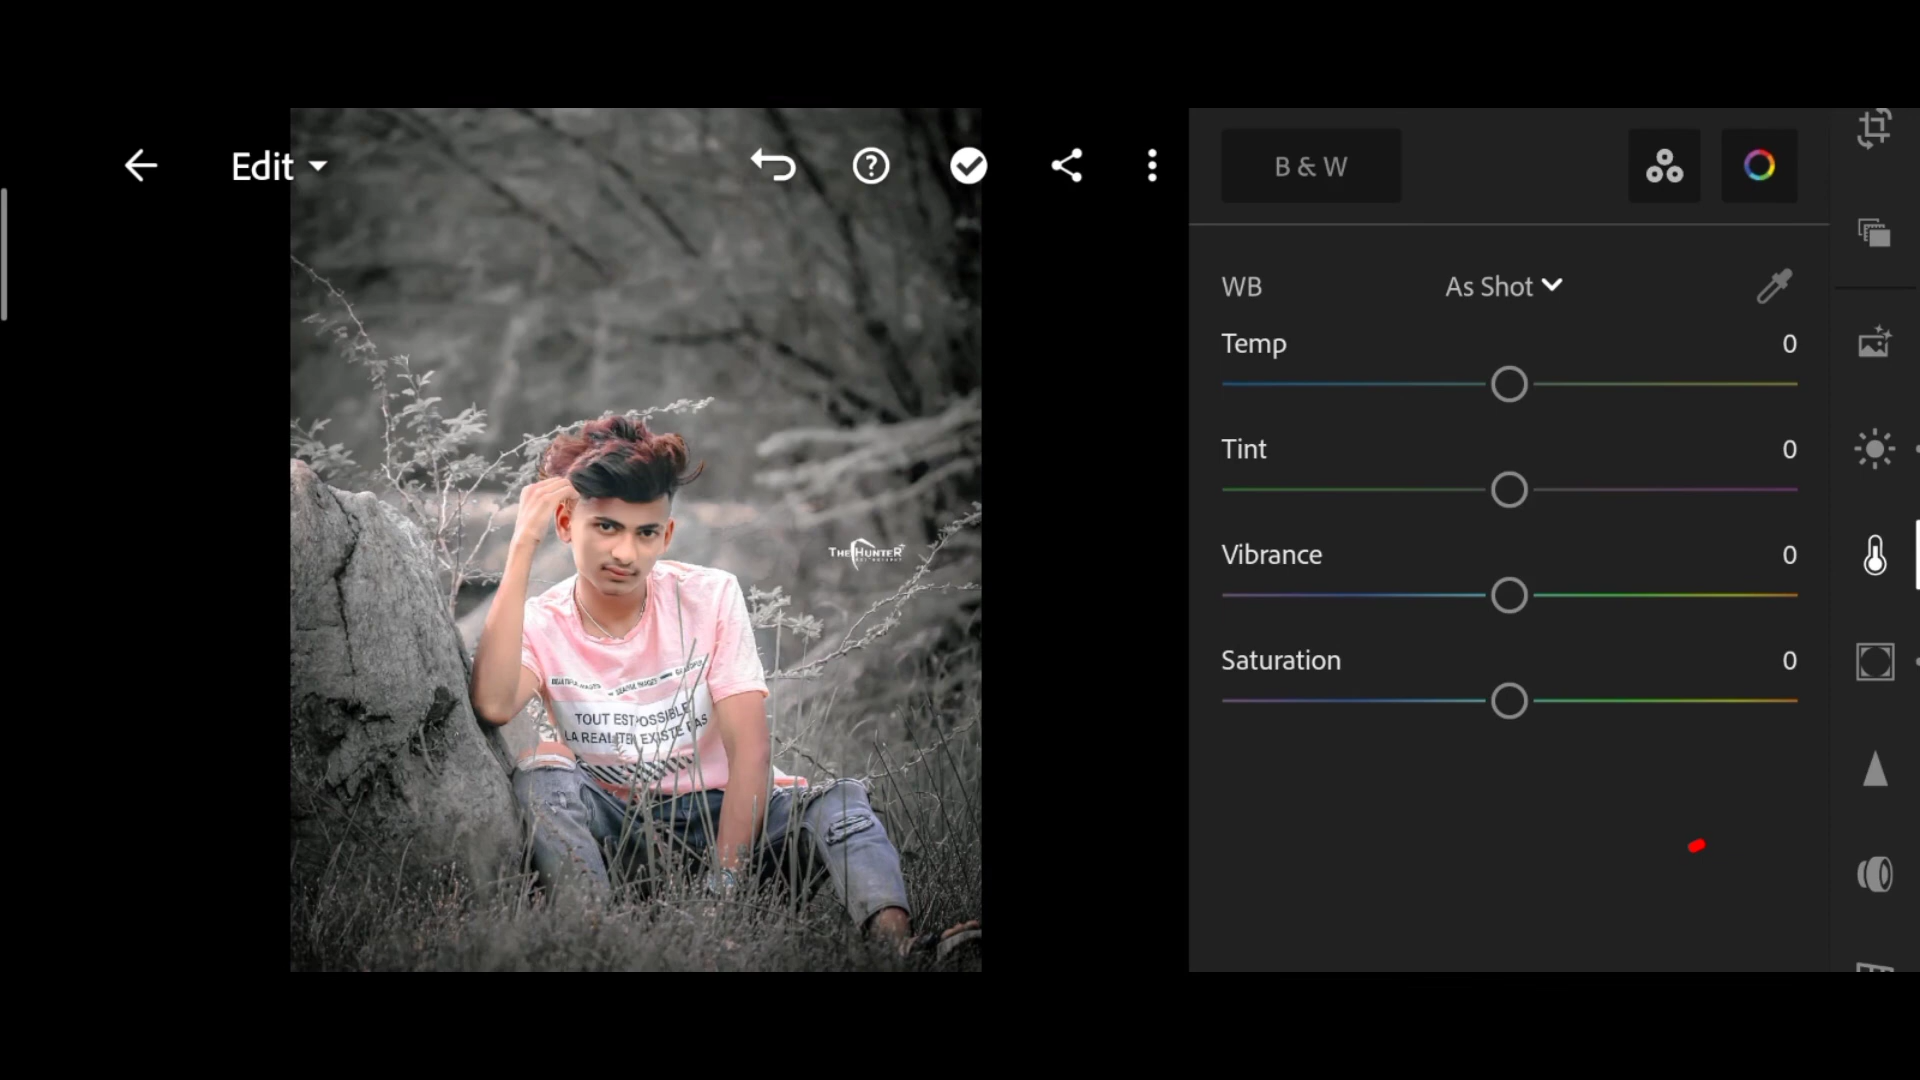 Edit
B & W
WB As Shot
Temp 0
Tint 0
Vibrance 0
Saturation 0
THE HUNTER
TOUT EST POSSIBLE
LA REALITE EXISTE PAS